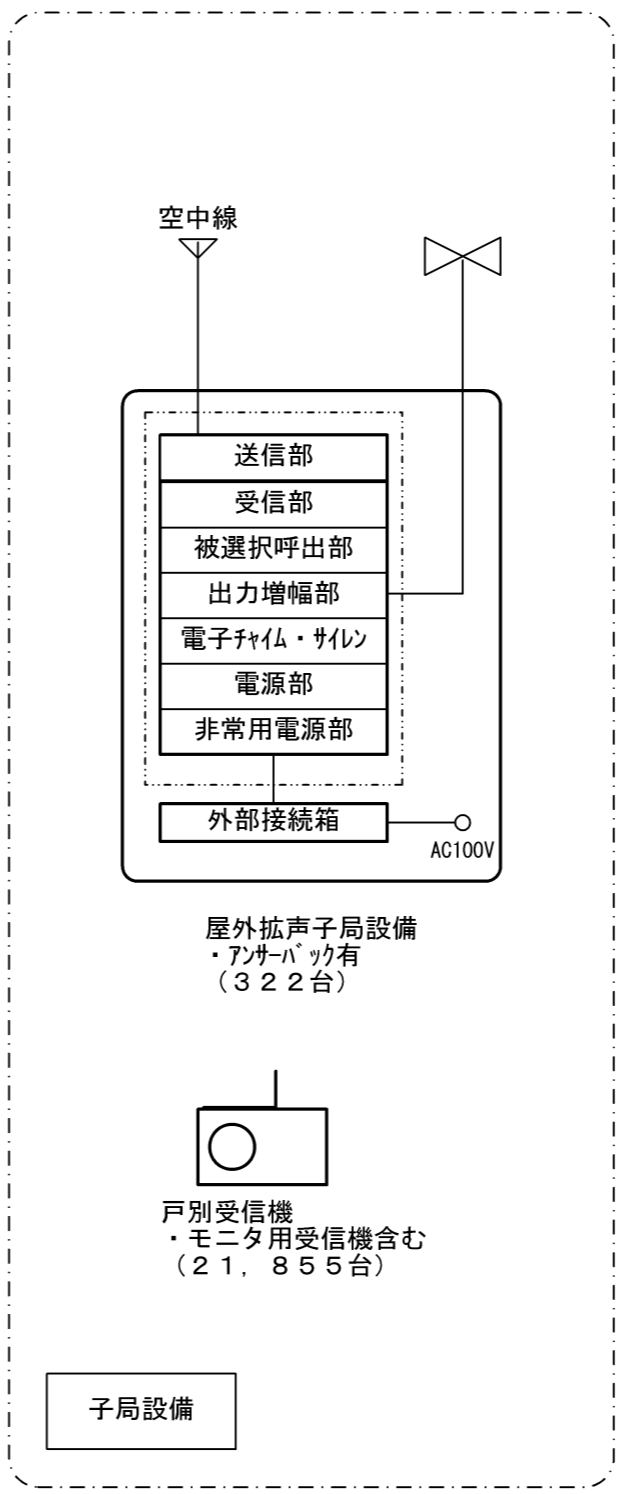 空中線
送信部
受信部
被選択呼出部
出力増幅部
電子ﾁｬｲﾑ・ｻｲﾚﾝ
電源部
非常用電源部
外部接続箱
AC100V
屋外拡声子局設備
・ｱﾝｻｰﾊﾞｯｸ有
（３２２台）
戸別受信機
・モニタ用受信機含む
（２１，８５５台）
子局設備